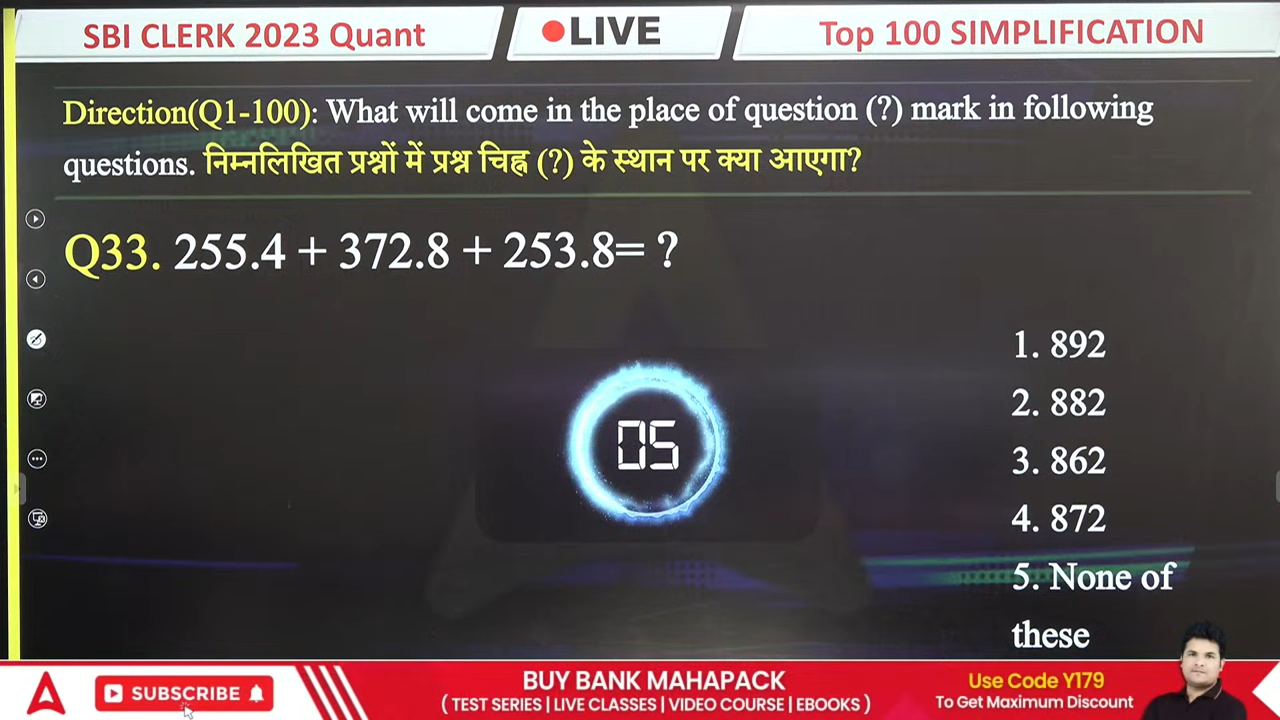 SBI CLERK 2023 Quant
LIVE
Top 100 SIMPLIFICATION
Direction(Q1-100): What will come in the place of question (?) mark in following
questions. निम्नलिखित प्रश्नों में प्रश्न चिह्न (?) के स्थान पर क्या आएगा?
Q33. 255.4 + 372.8 + 253.8= ?
05
1. 892
2. 882
3. 862
4. 872
5. None of
these
SUBSCRIBE
BUY BANK MAHAPACK
( TEST SERIES | LIVE CLASSES | VIDEO COURSE | EBOOKS )
Use Code Y179
To Get Maximum Discount